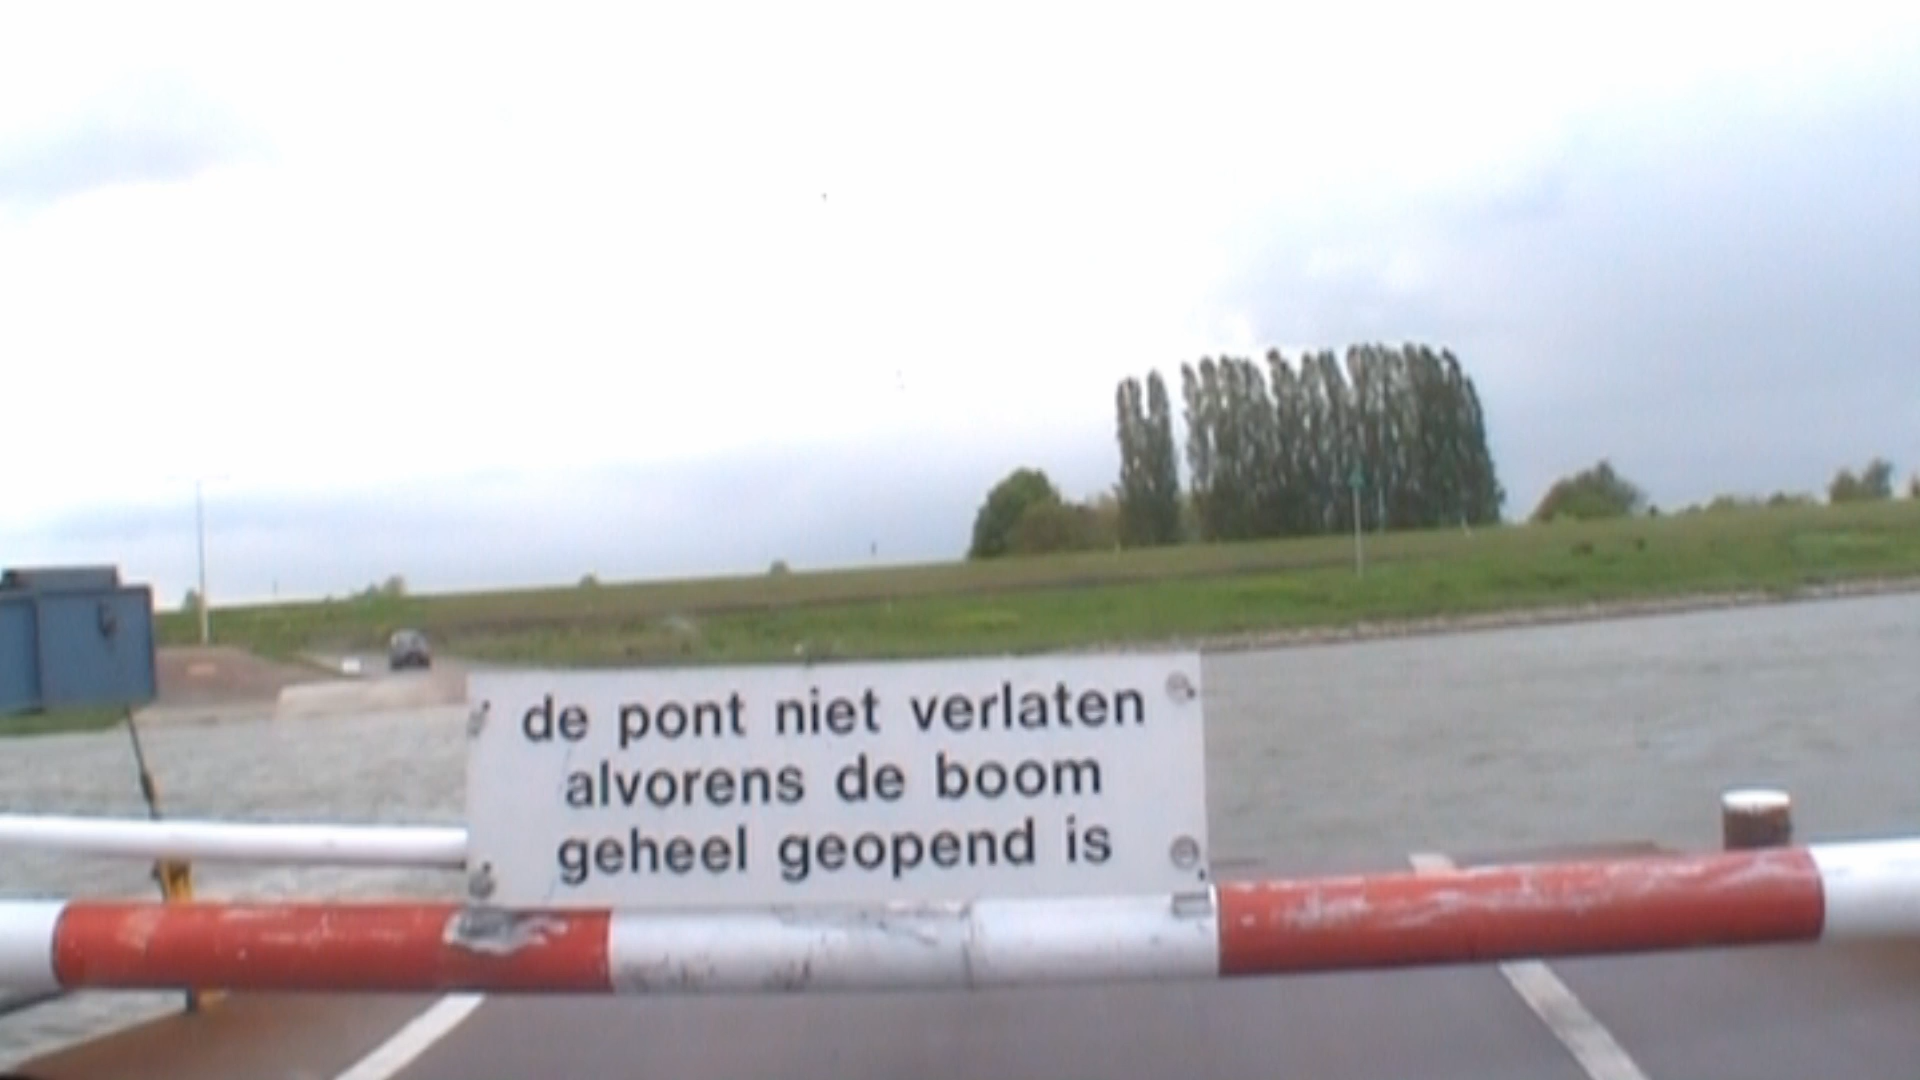 de pont niet verlaten
alvorens de boom
geheel geopend is